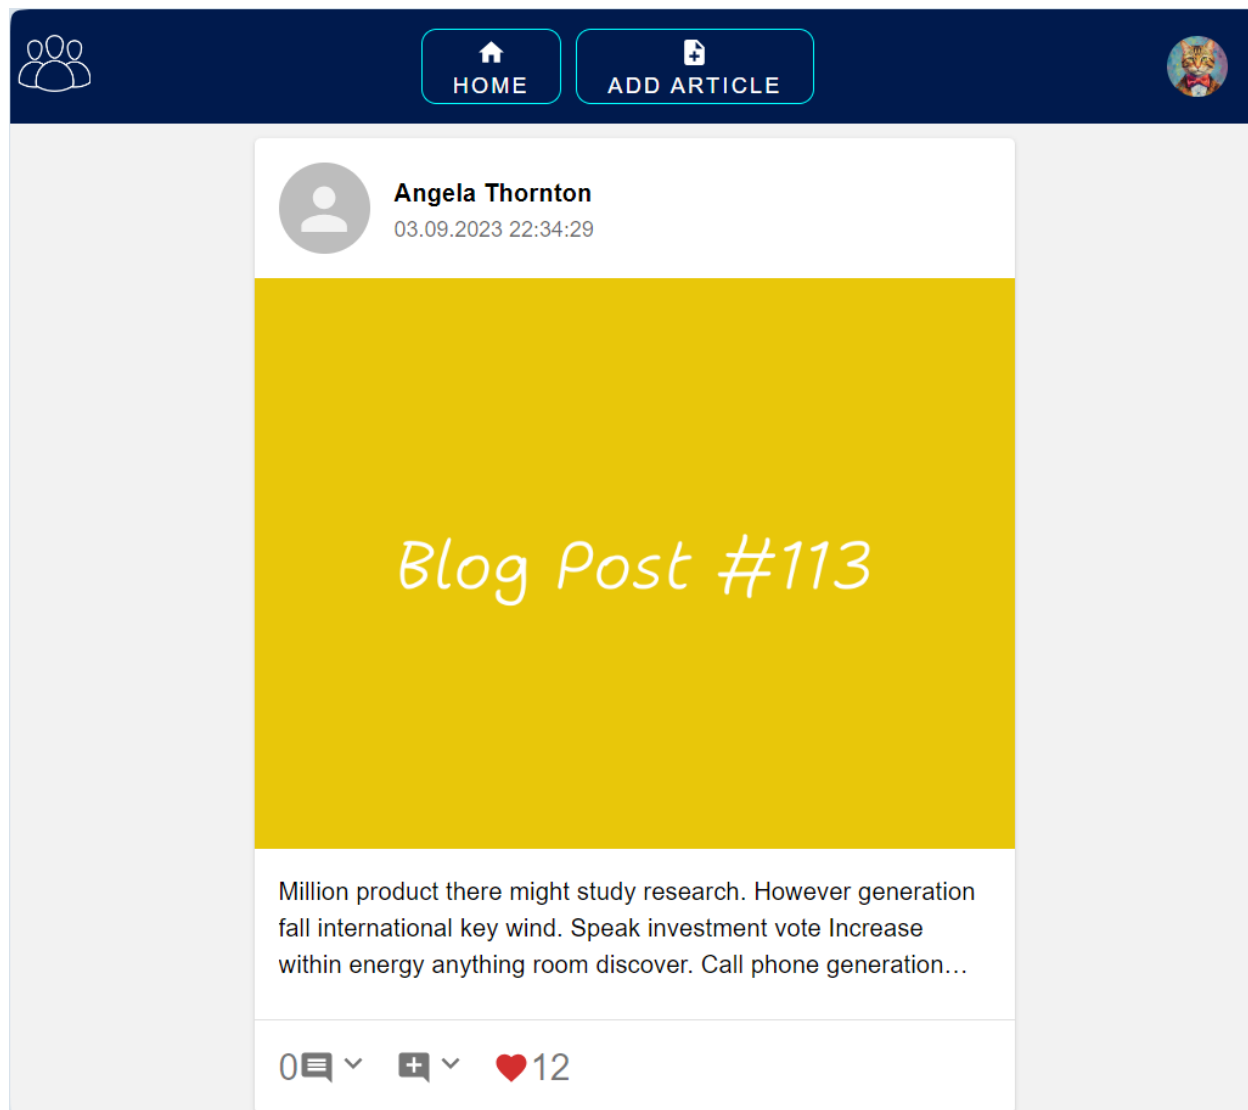 HOME
ADD ARTICLE
Angela Thornton
03.09.2023 22:34:29
Blog Post #113
Million product there might study research. However generation
fall international key wind. Speak investment vote Increase
within energy anything room discover. Call phone generation...
0
12